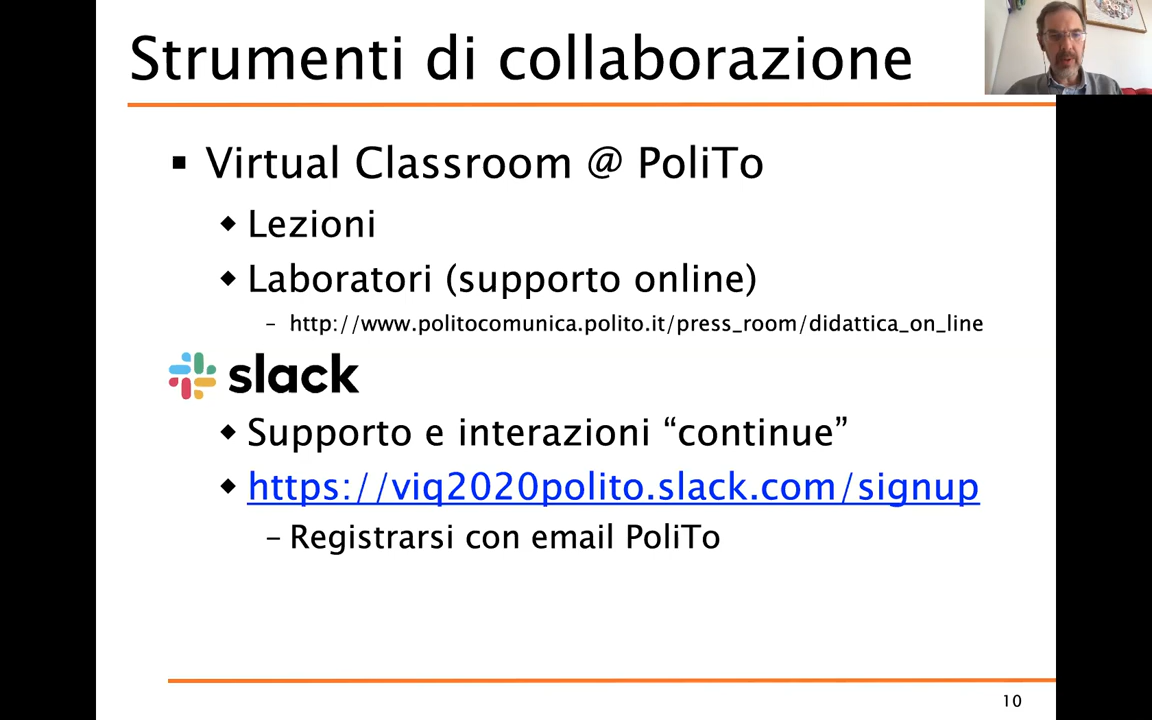 Strumenti di collaborazione
Virtual Classroom @ PoliTo
Lezioni
Laboratori (supporto online)
– http://www.politocomunica.polito.it/press_room/didattica_on_line
slack
Supporto e interazioni “continue”
https://viq2020polito.slack.com/signup
– Registrarsi con email PoliTo
10